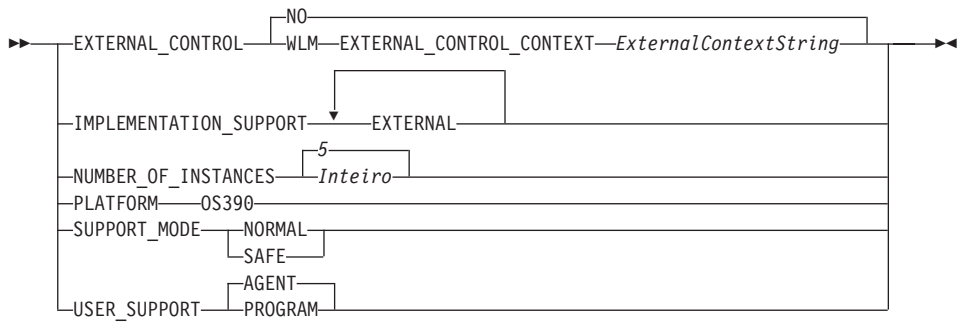 NO
EXTERNAL_CONTROL WLM EXTERNAL_CONTROL_CONTEXT ExternalContextString
IMPLEMENTATION_SUPPORT EXTERNAL
5
NUMBER_OF_INSTANCES Inteiro
PLATFORM OS390
SUPPORT_MODE NORMAL
SAFE
AGENT
USER_SUPPORT PROGRAM